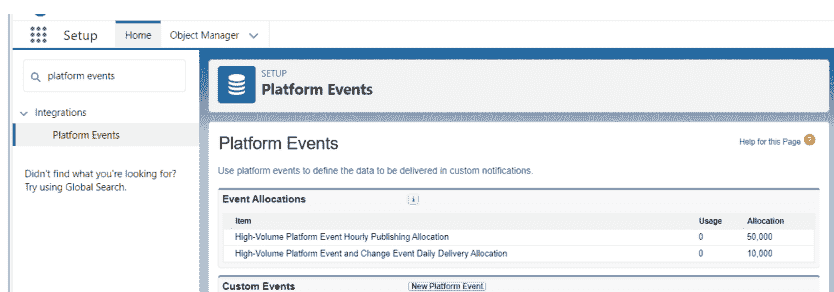 Setup Home Object Manager
platform events
Integrations
Platform Events
Didn't find what you're looking for?
Try using Global Search.
SETUP
Platform Events
Platform Events
Help for this Page ?
Use platform events to define the data to be delivered in custom notifications.
Event Allocations i
Item Usage Allocation
High-Volume Platform Event Hourly Publishing Allocation 0 50,000
High-Volume Platform Event and Change Event Daily Delivery Allocation 0 10,000
Custom Events New Platform Event